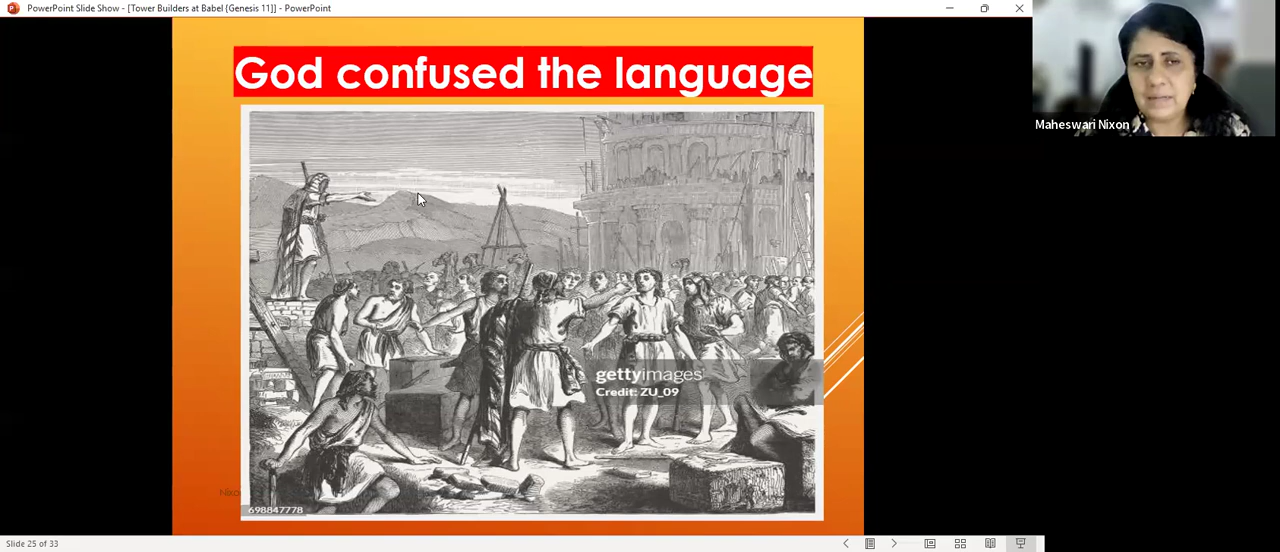 PowerPoint Slide Show - [Tower Builders at Babel {Genesis 11]] - PowerPoint
Maheswari Nixon
God confused the language
gettyimages
Credit: ZU_09
698847778
Slide 25 of 33